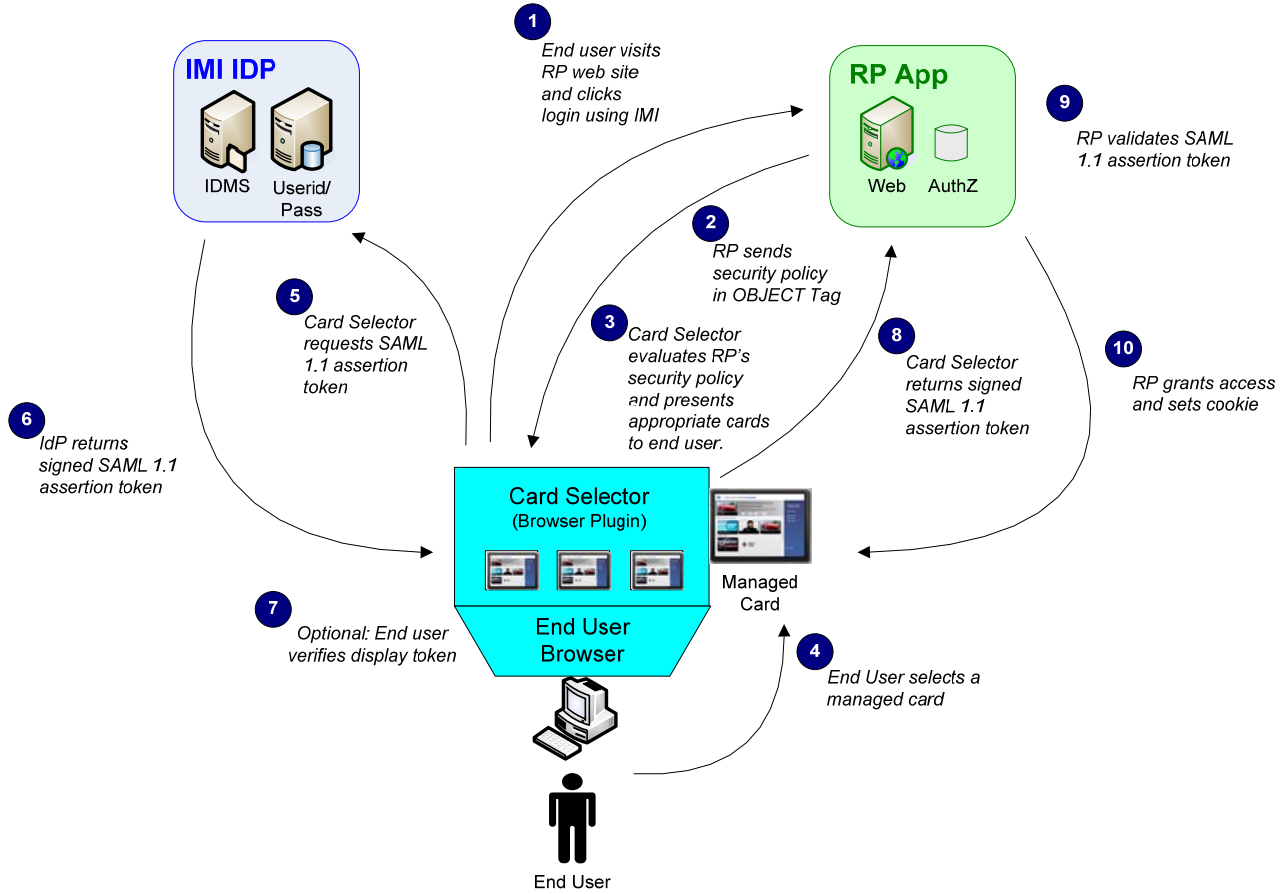 1
End user visits
RP web site
and clicks
login using IMI
IMI IDP
IDMS
Userid/
Pass
RP App
Web
AuthZ
9
RP validates SAML
1.1 assertion token
2
RP sends
security policy
in OBJECT Tag
5
Card Selector
requests SAML
1.1 assertion
token
3
Card Selector
evaluates RP's
security policy
and presents
appropriate cards
to end user.
8
Card Selector
returns signed
SAML 1.1
assertion token
10
RP grants access
and sets cookie
6
IdP returns
signed SAML 1.1
assertion token
Card Selector
(Browser Plugin)
Managed
Card
7
Optional: End user
verifies display token
End User
Browser
4
End User selects a
managed card
End User